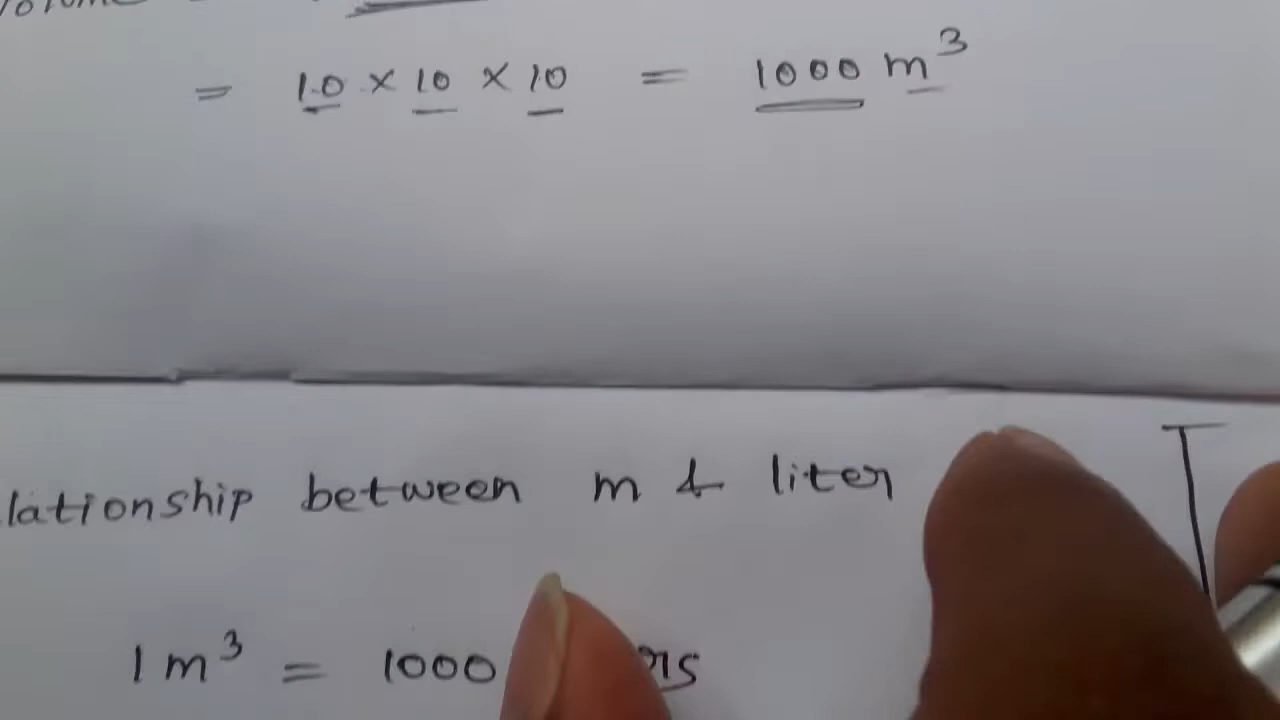 = 10 × 10 × 10 = 1000 m³
lationship between m & liter
1 m³ = 1000